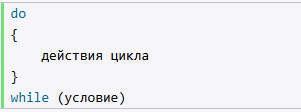 do
{
    действия цикла
}
while (условие)